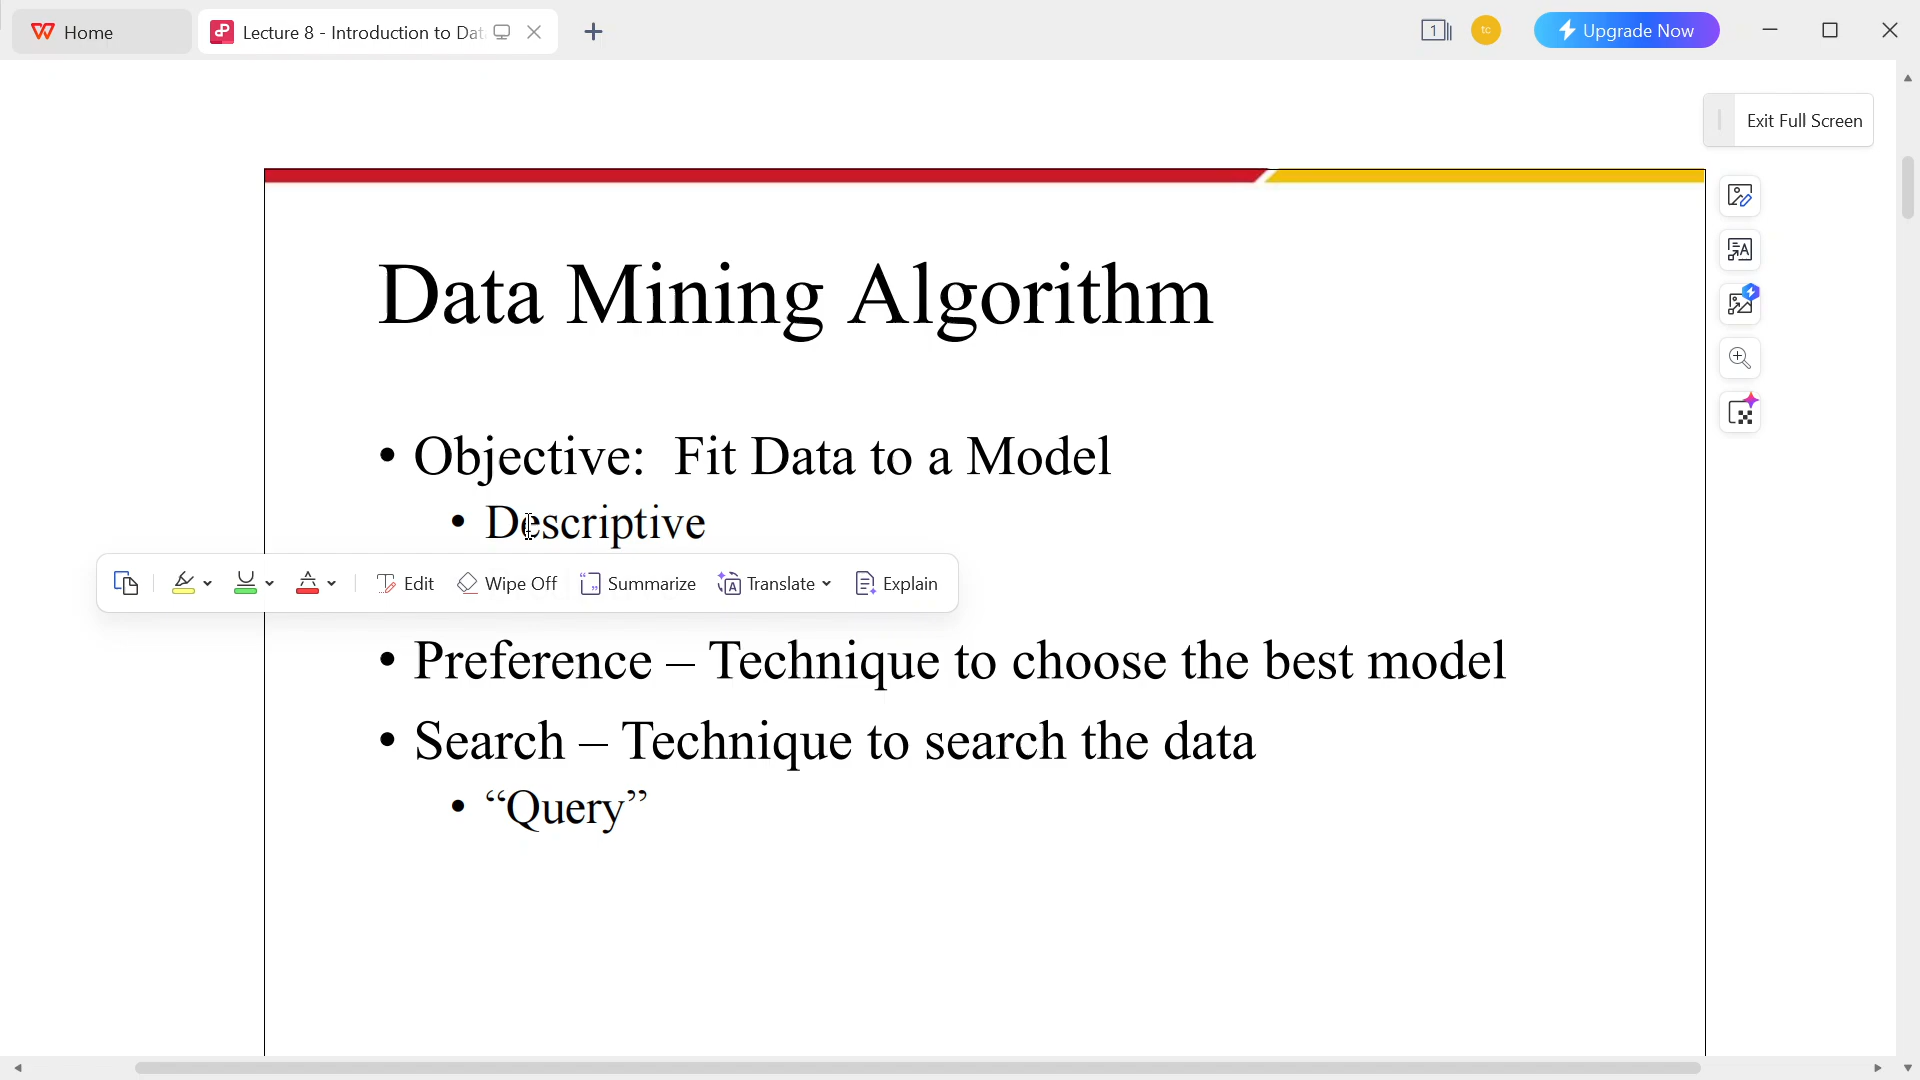 Home
Lecture 8 - Introduction to Dat
1
tc
Upgrade Now
Exit Full Screen
Data Mining Algorithm
• Objective:  Fit Data to a Model
• Descriptive
Edit
Wipe Off
Summarize
Translate
Explain
• Preference – Technique to choose the best model
• Search – Technique to search the data
• “Query”